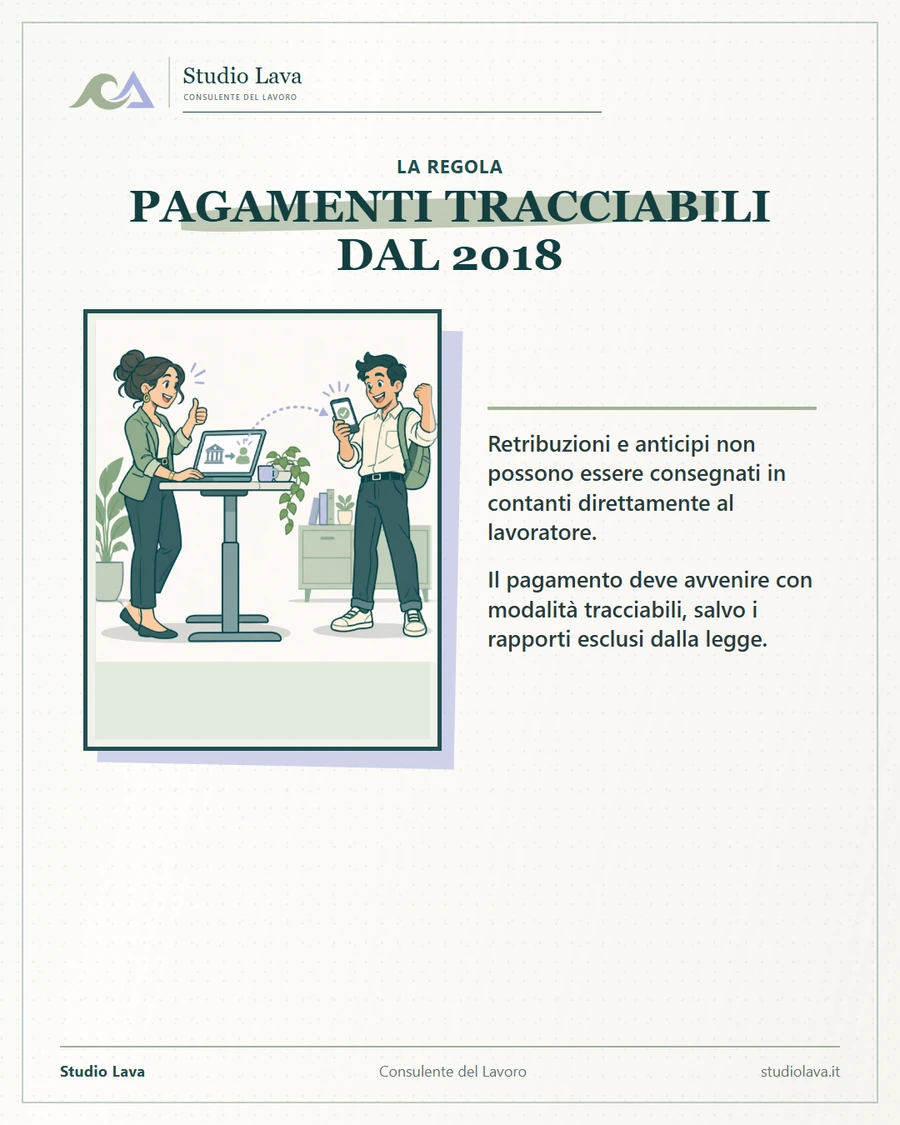 Studio Lava
CONSULENTE DEL LAVORO
LA REGOLA
PAGAMENTI TRACCIABILI
DAL 2018
Retribuzioni e anticipi non
possono essere consegnati in
contanti direttamente al
lavoratore.
Il pagamento deve avvenire con
modalità tracciabili, salvo i
rapporti esclusi dalla legge.
Studio Lava
Consulente del Lavoro
studiolava.it